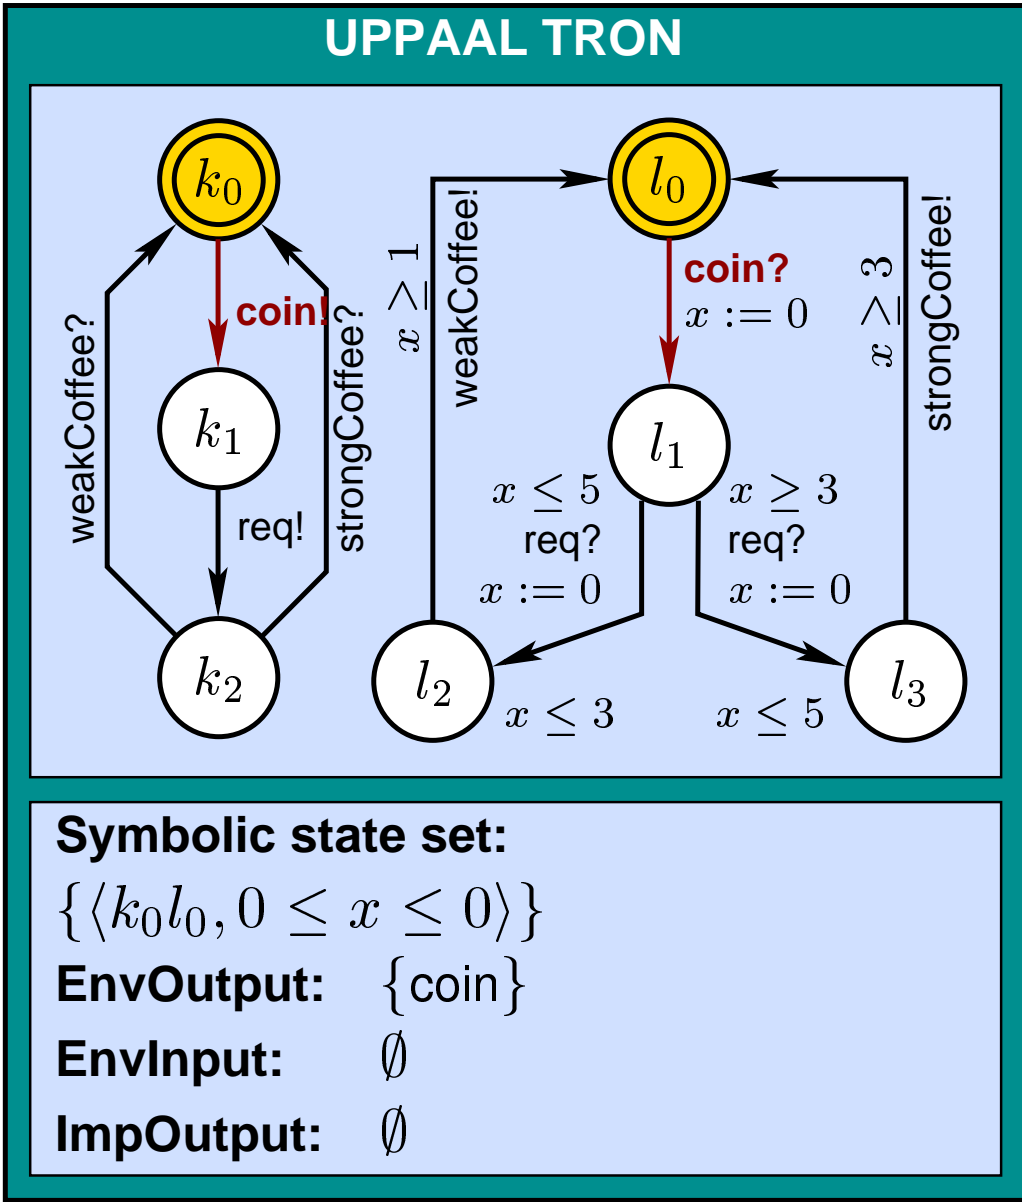 UPPAAL TRON
k₀
coin!
weakCoffee?
strongCoffee?
k₁
req!
k₂
l₀
x ≥ 1
weakCoffee!
coin?
x := 0
x ≥ 3
strongCoffee!
l₁
x ≤ 5
req?
x := 0
x ≥ 3
req?
x := 0
l₂
x ≤ 3
x ≤ 5
l₃
Symbolic state set:
{⟨k₀l₀, 0 ≤ x ≤ 0⟩}
EnvOutput: {coin}
EnvInput: ∅
ImpOutput: ∅